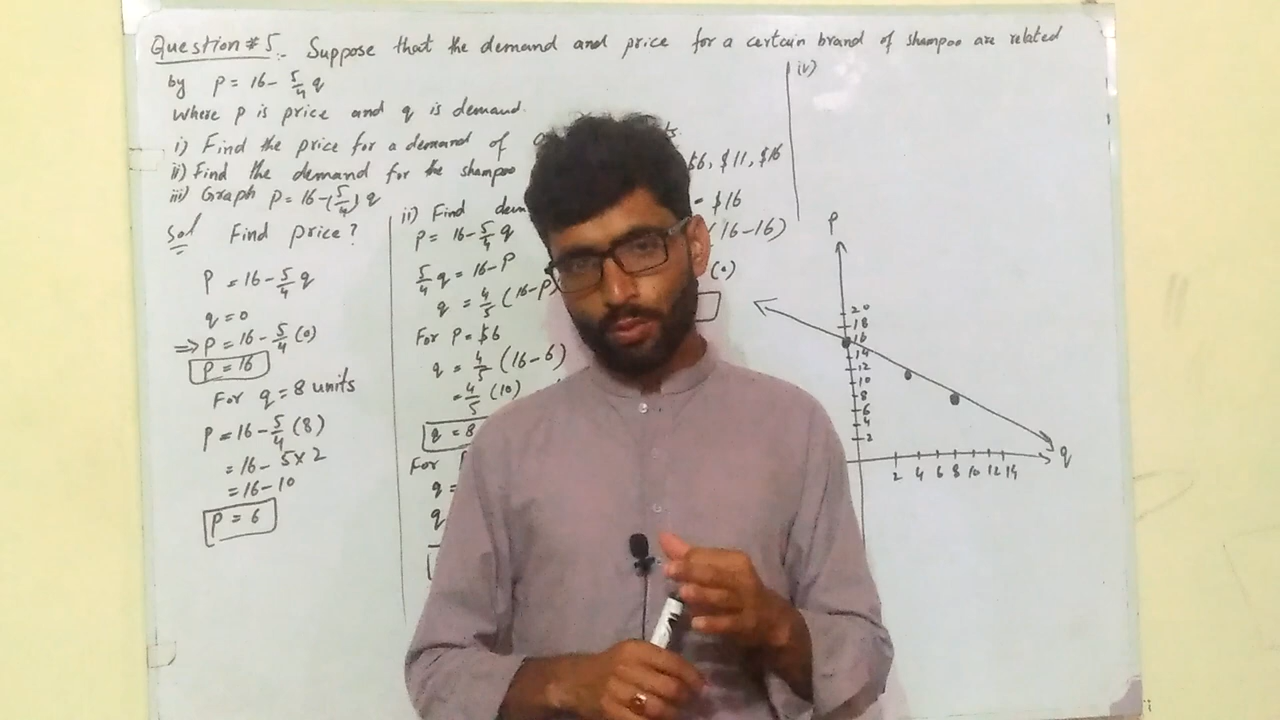 Question # 5:- Suppose that the demand and price for a certain brand of shampoo are related
by P = 16 - 5/4 q
Where p is price and q is demand.
i) Find the price for a demand of
ii) Find the demand for the shampoo $6, $11, $16
iii) Graph P = 16 - (5/4) q
Sol Find Price?
P = 16 - 5/4 q
q = 0
⇒ P = 16 - 5/4 (0)
P = 16
For q = 8 units
P = 16 - 5/4 (8)
= 16 - 5x2
= 16 - 10
P = 6
ii) Find dem
P = 16 - 5/4 q
5/4 q = 16 - P
q = 4/5 (16 - P)
For P = $6
q = 4/5 (16 - 6)
= 4/5 (10)
q = 8
For
q =
q
= $16
(16 - 16)
(0)
iv)
P
20
18
16
14
12
10
8
6
4
2
2 4 6 8 10 12 14
q